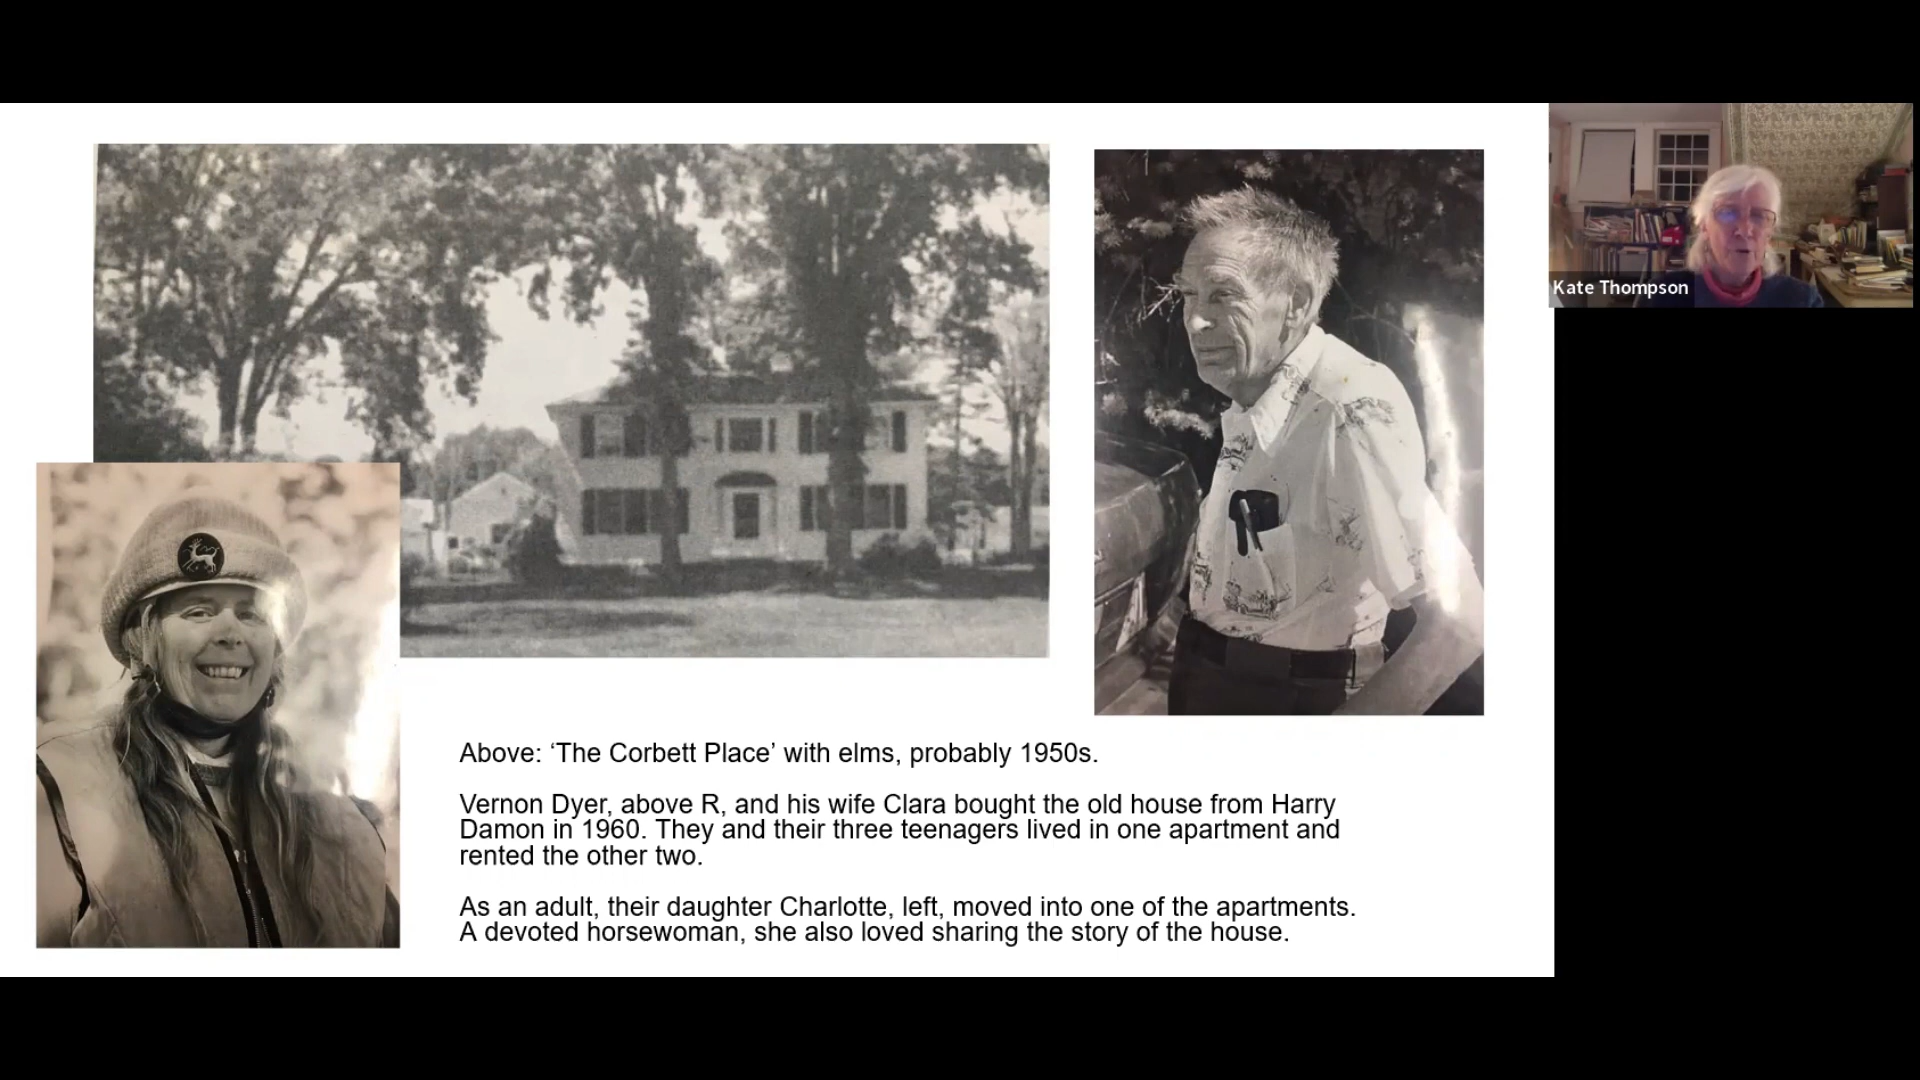 Kate Thompson
Above: ‘The Corbett Place’ with elms, probably 1950s.
Vernon Dyer, above R, and his wife Clara bought the old house from Harry
Damon in 1960. They and their three teenagers lived in one apartment and
rented the other two.
As an adult, their daughter Charlotte, left, moved into one of the apartments.
A devoted horsewoman, she also loved sharing the story of the house.